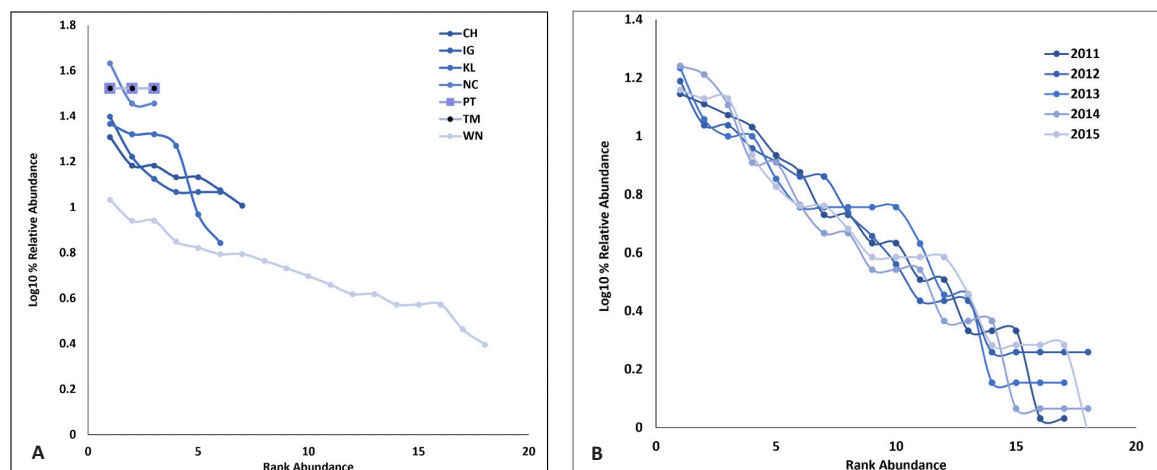 1.8
1.6
1.4
1.2
1
0.8
0.6
0.4
0.2
0
0 5 10 15 20
Log10 % Relative Abundance
Rank Abundance
CH
IG
KL
NC
PT
TM
WN
A
1.4
1.2
1
0.8
0.6
0.4
0.2
0
0 5 10 15 20
Log10 % Relative Abundance
Rank Abundance
2011
2012
2013
2014
2015
B